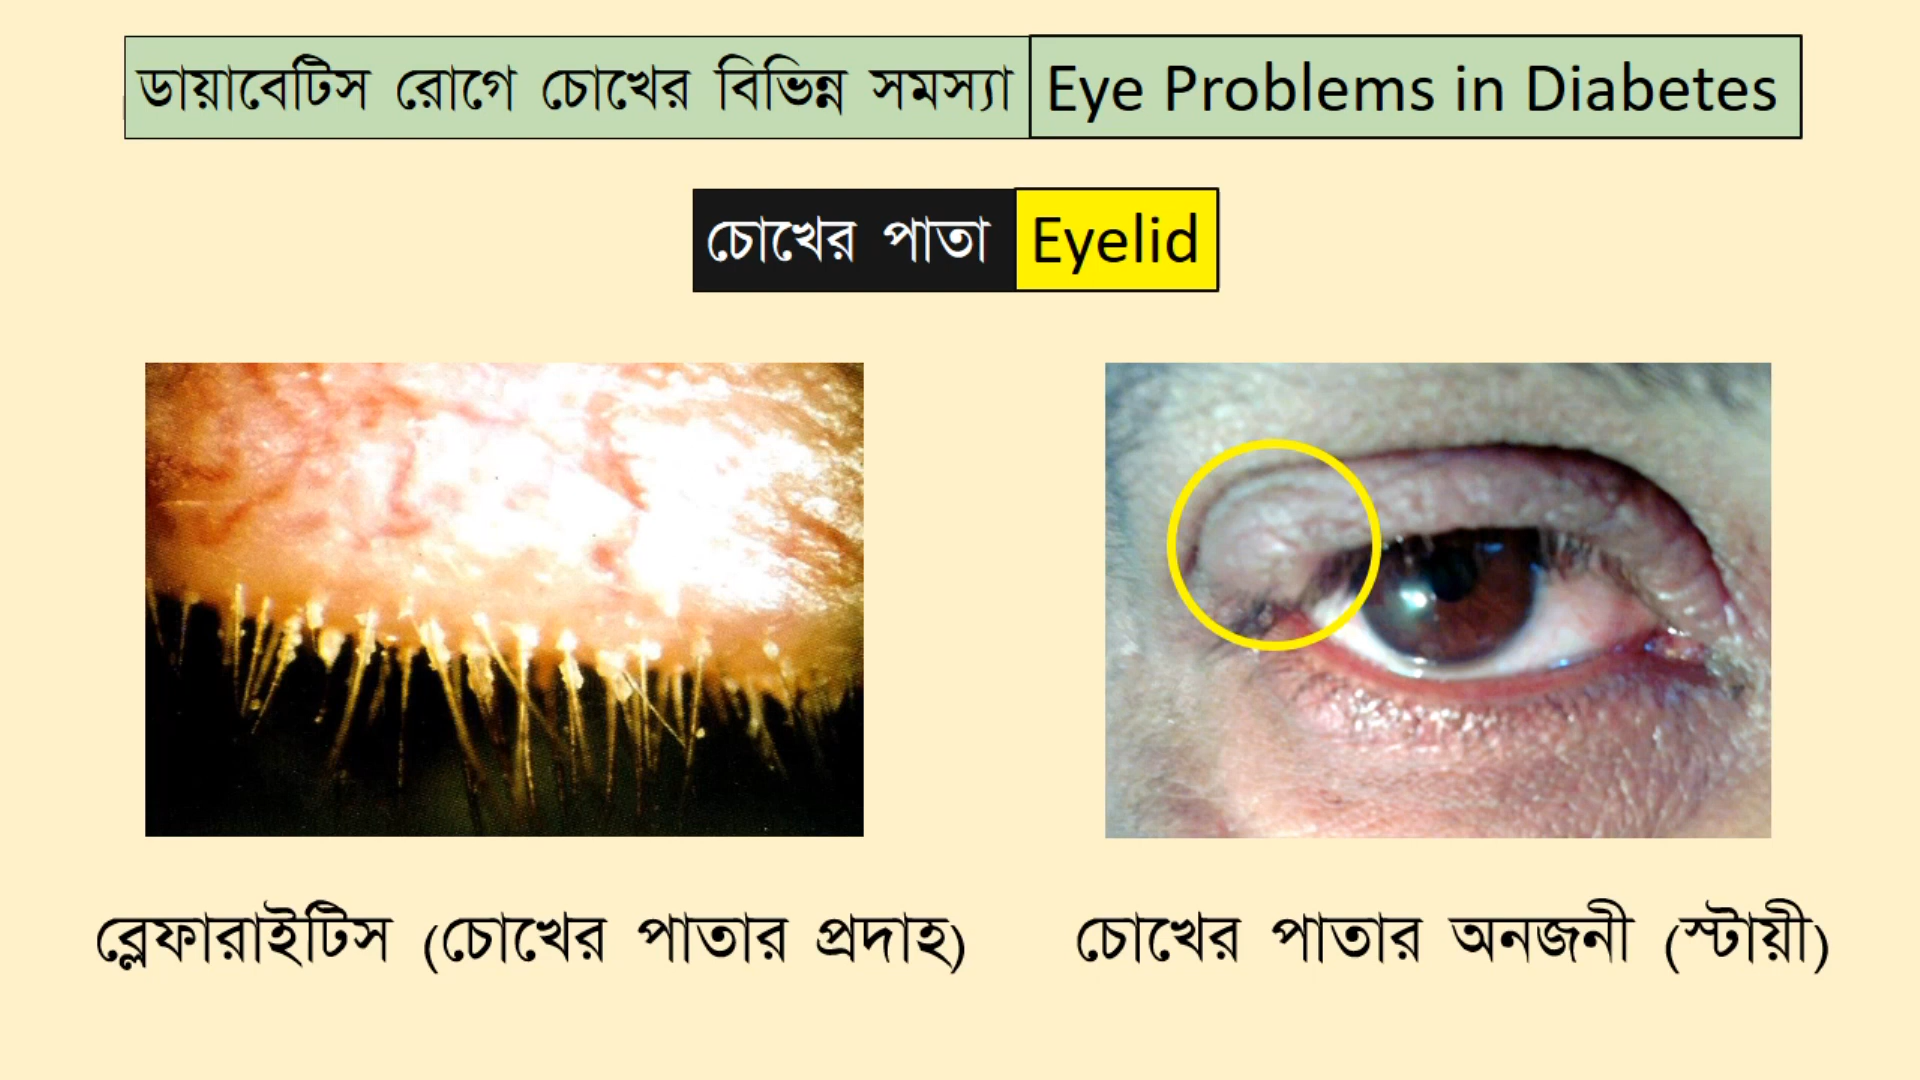 ডায়াবেটিস রোগে চোখের বিভিন্ন সমস্যা Eye Problems in Diabetes
চোখের পাতা Eyelid
ব্লেফারাইটিস (চোখের পাতার প্রদাহ)
চোখের পাতার অনজনী (স্টায়ী)